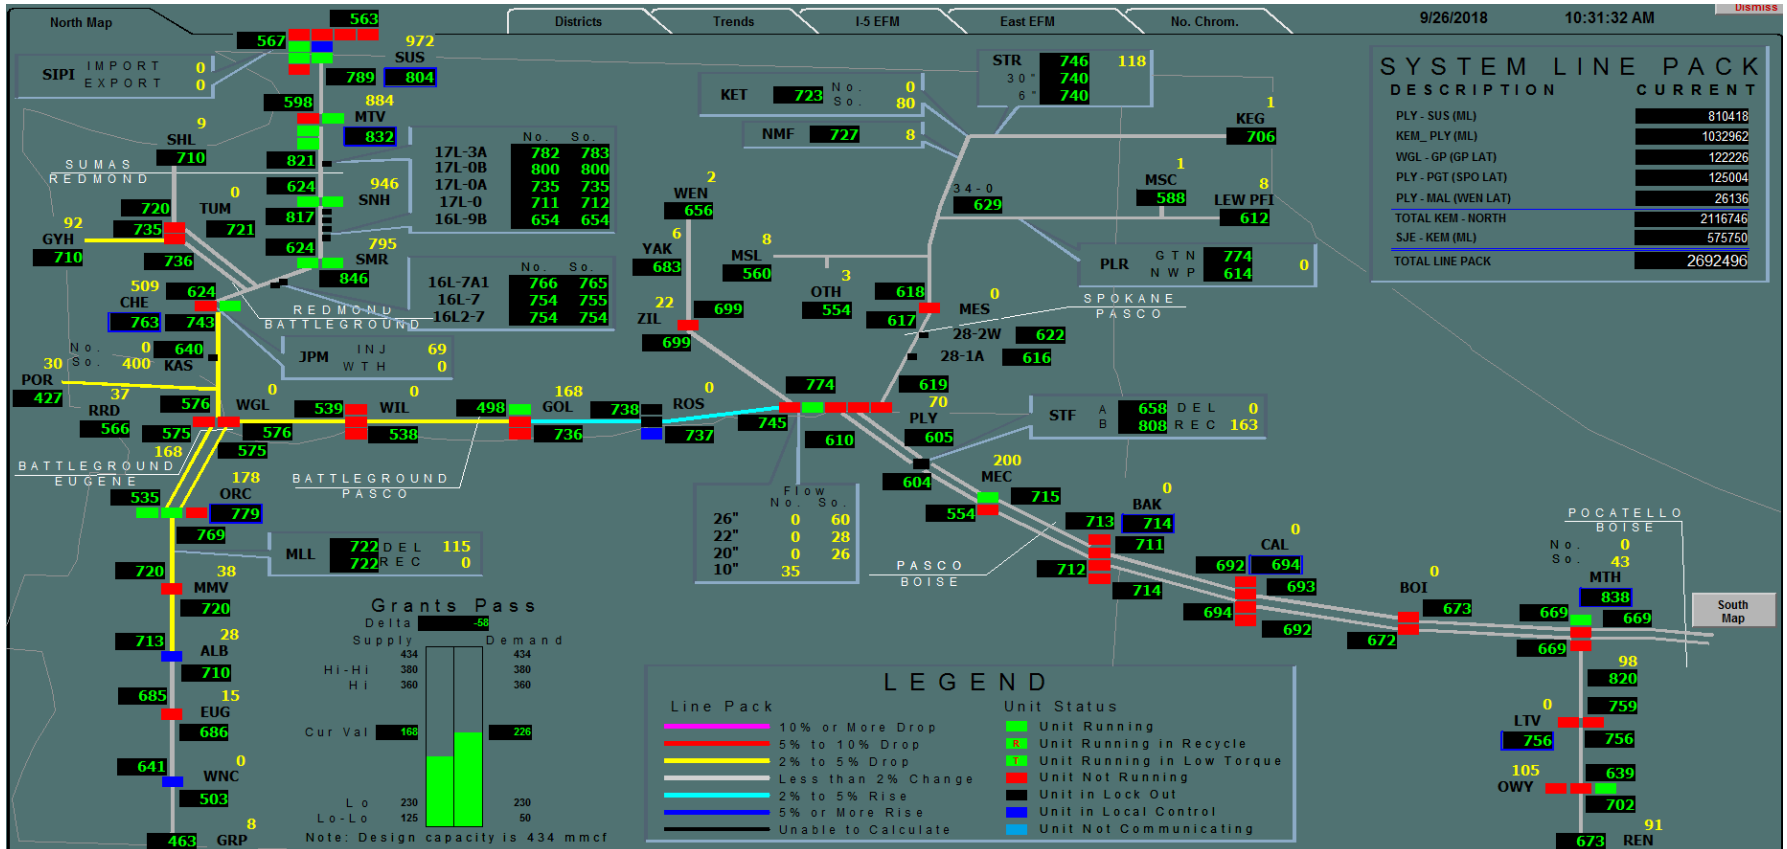 North Map
Districts
Trends
I-5 EFM
East EFM
No. Chrom.
9/26/2018
10:31:32 AM
Dismiss
563
567
972
SUS
789 804
SIPI IMPORT 0
EXPORT 0
598
884
MTV
832
821
9
SHL
710
SUMAS
REDMOND
No. So.
17L-3A 782 783
17L-0B 800 800
17L-0A 735 735
17L-0 711 712
16L-9B 654 654
624
946
SNH
817
0
720 TUM
735 721
92
GYH
710
736
624
795
SMR
846
No. So.
16L-7A1 766 765
16L-7 754 755
16L2-7 754 754
624
509
CHE
763 743
REDMOND
BATTLEGROUND
JPM INJ 69
WTH 0
No. 0
So. 400
640
KAS
30
POR
427
37
RRD
566
576
0
WGL
575
576
575
168
539
0
WIL
538
498
168
GOL
736
738
0
ROS
737
745
BATTLEGROUND
EUGENE
BATTLEGROUND
PASCO
178
535 ORC
779
769
MLL 722 DEL 115
722 REC 0
720
38
MMV
720
713
28
ALB
710
685
15
EUG
686
641
0
WNC
503
8
463 GRP
Grants Pass
Delta -58
Supply Demand
434 434
Hi-Hi 380 380
Hi 360 360
Cur Val 168 226
Lo 230 230
Lo-Lo 125 50
Note: Design capacity is 434 mmcf
KET 723 No. 0
So. 80
NMF 727 8
STR 746 118
30" 740
6" 740
1
KEG
706
1
MSC
588
8
LEW PFI
612
34-0
629
PLR GTN 774 0
NWP 614
2
WEN
656
6
YAK
683
8
MSL
560
3
OTH
554
22
ZIL
699
699
618
0
MES
617
SPOKANE
PASCO
28-2W 622
28-1A 616
619
774
70
PLY
610
605
604
STF A 658 DEL 0
B 808 REC 163
Flow
No. So.
26" 0 60
22" 0 28
20" 0 26
10" 35
200
MEC
715
554
PASCO
BOISE
0
BAK
713 714
711
712
714
0
CAL
692 694
693
694
692
0
BOI
673
672
POCATELLO
BOISE
No. 0
So. 43
MTH
838
669
669
669
South
Map
98
820
759
0
LTV
756
756
639
105
OWY
702
91
673 REN
SYSTEM LINE PACK
DESCRIPTION CURRENT
PLY - SUS (ML) 810418
KEM_ PLY (ML) 1032962
WGL - GP (GP LAT) 122226
PLY - PGT (SPO LAT) 125004
PLY - MAL (WEN LAT) 26136
TOTAL KEM - NORTH 2116746
SJE - KEM (ML) 575750
TOTAL LINE PACK 2692496
LEGEND
Line Pack
10% or More Drop
5% to 10% Drop
2% to 5% Drop
Less than 2% Change
2% to 5% Rise
5% or More Rise
Unable to Calculate
Unit Status
Unit Running
R Unit Running in Recycle
T Unit Running in Low Torque
Unit Not Running
Unit in Lock Out
Unit in Local Control
Unit Not Communicating